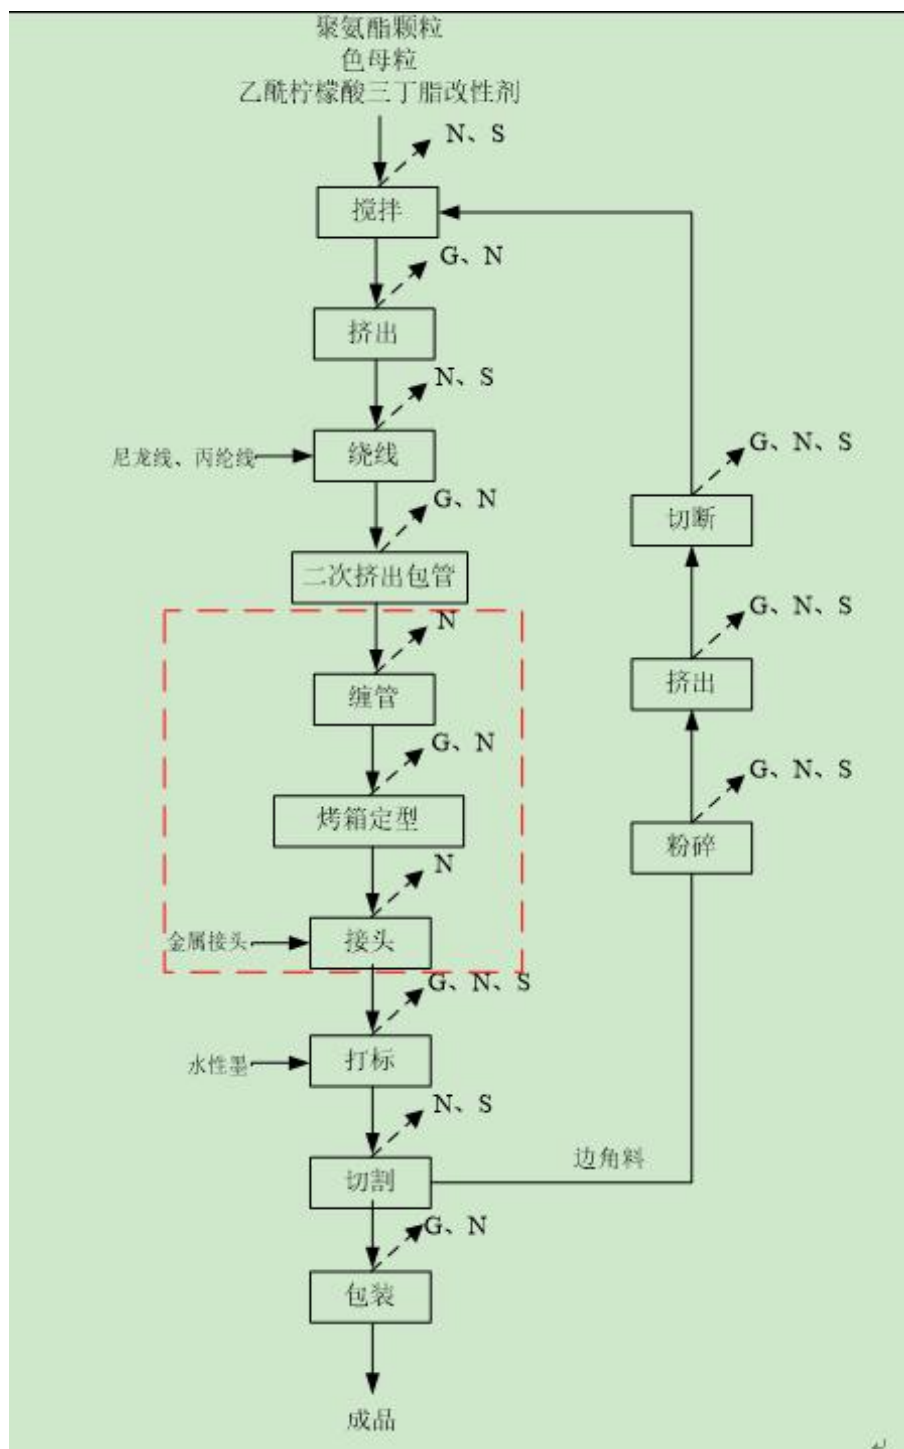 聚氨酯颗粒
色母粒
乙酰柠檬酸三丁脂改性剂
N、S
搅拌
G、N
挤出
N、S
尼龙线、丙纶线
绕线
G、N、S
G、N
切断
二次挤出包管
G、N、S
N
挤出
缠管
G、N
G、N、S
烤箱定型
粉碎
N
金属接头
接头
G、N、S
水性墨
打标
N、S
边角料
切割
G、N
包装
成品